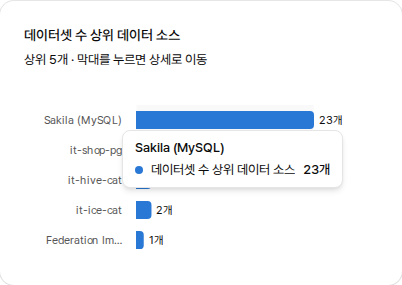 데이터셋 수 상위 데이터 소스
상위 5개 · 막대를 누르면 상세로 이동
Sakila (MySQL) 23개
it-shop-pg
Sakila (MySQL)
데이터셋 수 상위 데이터 소스 23개
it-hive-cat
it-ice-cat 2개
Federation Im... 1개